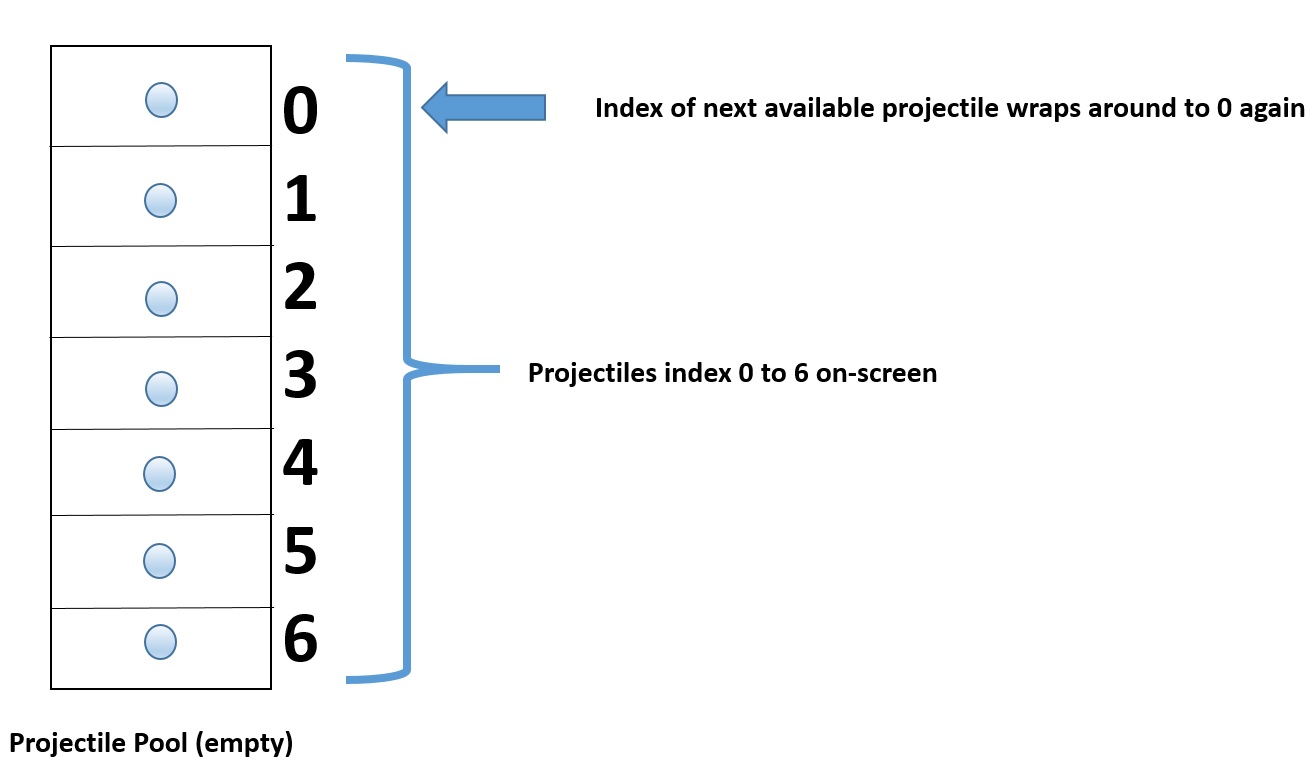 0
Index of next available projectile wraps around to 0 again
1
2
3
Projectiles index 0 to 6 on-screen
4
5
6
Projectile Pool (empty)